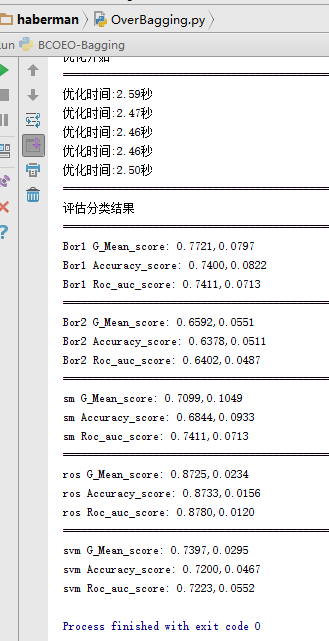 haberman OverBagging.py
un BCOEO-Bagging
优化开始
优化时间:2.59秒
优化时间:2.47秒
优化时间:2.46秒
优化时间:2.46秒
优化时间:2.50秒
评估分类结果
Bor1 G_Mean_score: 0.7721,0.0797
Bor1 Accuracy_score: 0.7400,0.0822
Bor1 Roc_auc_score: 0.7411,0.0713
Bor2 G_Mean_score: 0.6592,0.0551
Bor2 Accuracy_score: 0.6378,0.0511
Bor2 Roc_auc_score: 0.6402,0.0487
sm G_Mean_score: 0.7099,0.1049
sm Accuracy_score: 0.6844,0.0933
sm Roc_auc_score: 0.7411,0.0713
ros G_Mean_score: 0.8725,0.0234
ros Accuracy_score: 0.8733,0.0156
ros Roc_auc_score: 0.8780,0.0120
svm G_Mean_score: 0.7397,0.0295
svm Accuracy_score: 0.7200,0.0467
svm Roc_auc_score: 0.7223,0.0552
Process finished with exit code 0